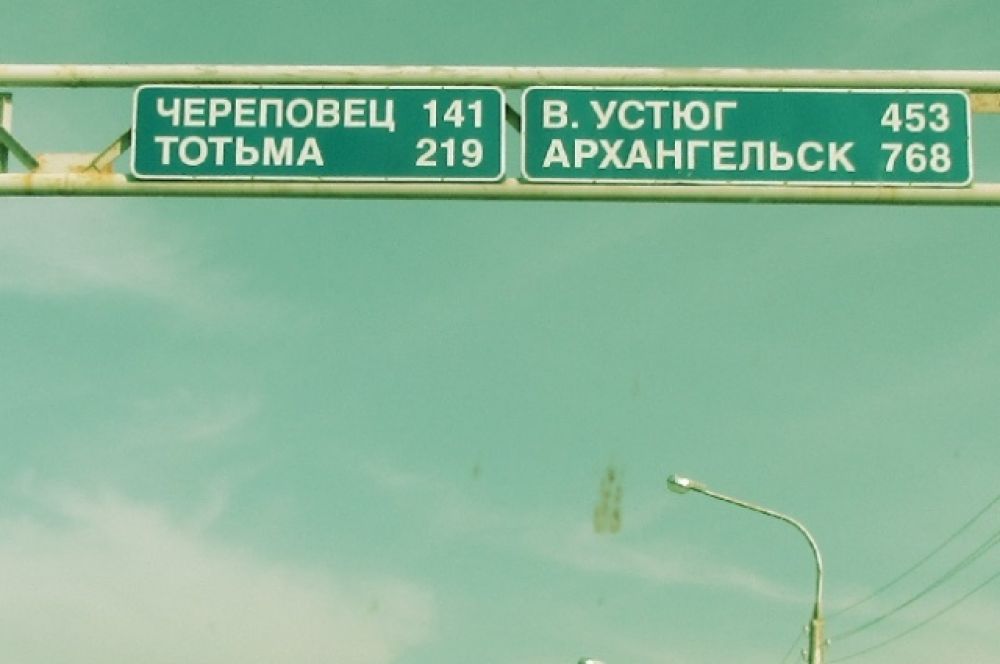 ЧЕРЕПОВЕЦ 141
ТОТЬМА 219
В. УСТЮГ 453
АРХАНГЕЛЬСК 768